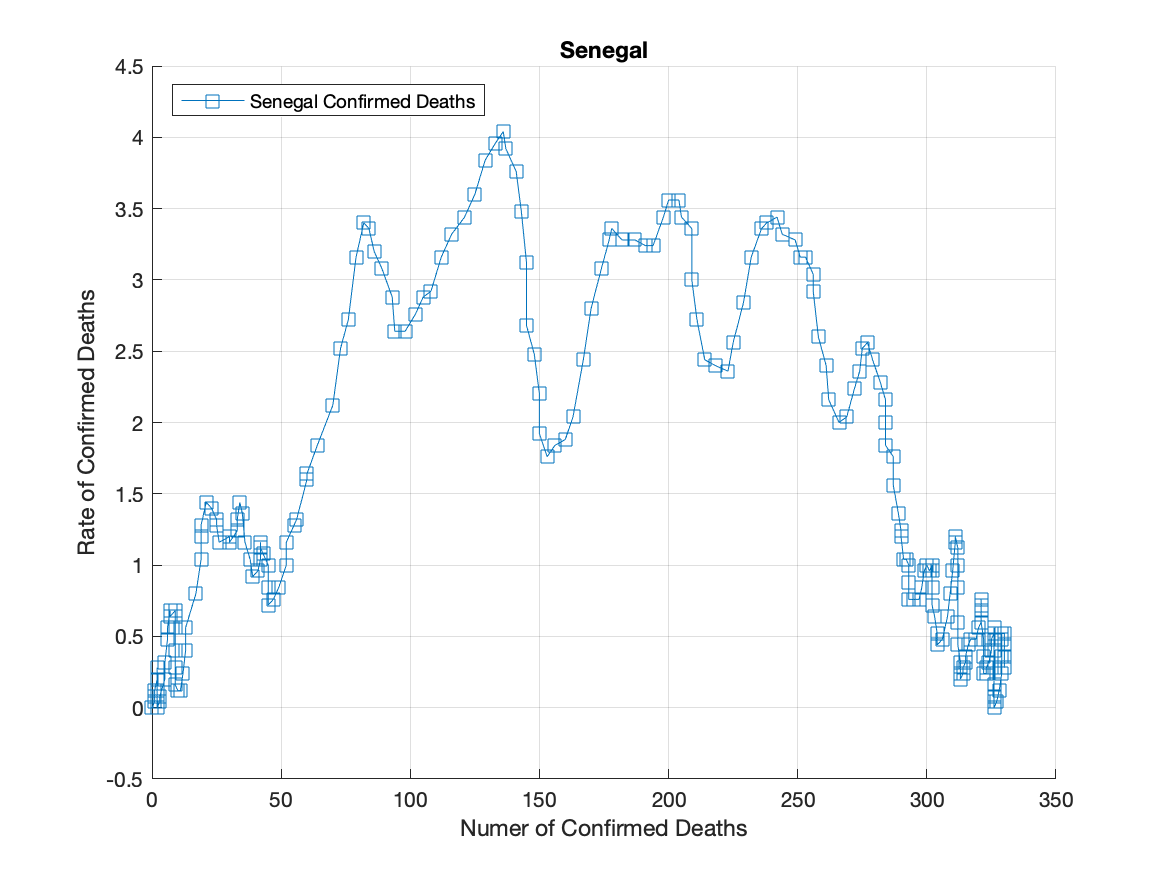 Senegal
4.5
Senegal Confirmed Deaths
4
3.5
3
2.5
2
1.5
1
0.5
0
-0.5
Rate of Confirmed Deaths
0 50 100 150 200 250 300 350
Numer of Confirmed Deaths